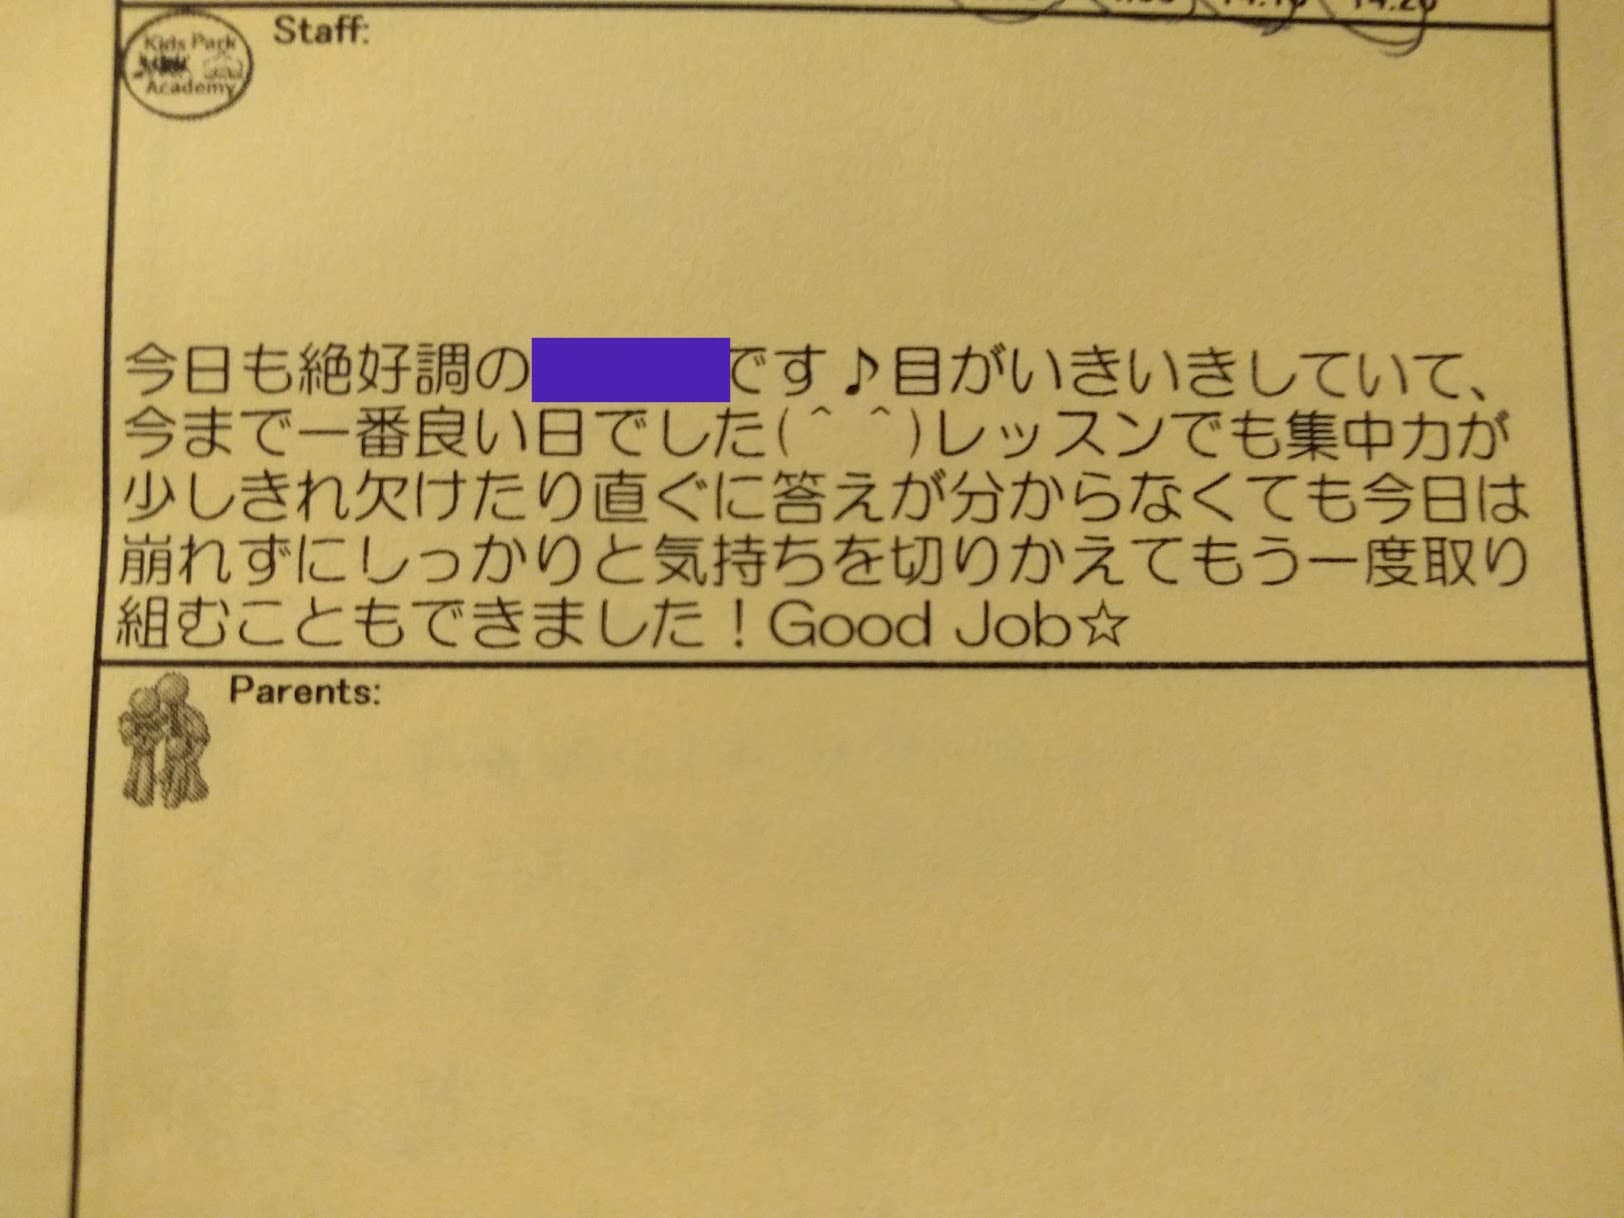 Kids Park
Academy
Staff:
今日も絶好調の
です♪目がいきいきしていて、
今まで一番良い日でした(＾ ＾)レッスンでも集中力が
少しきれ欠けたり直ぐに答えが分からなくても今日は
崩れずにしっかりと気持ちを切りかえてもう一度取り
組むこともできました！Good Job☆
Parents: